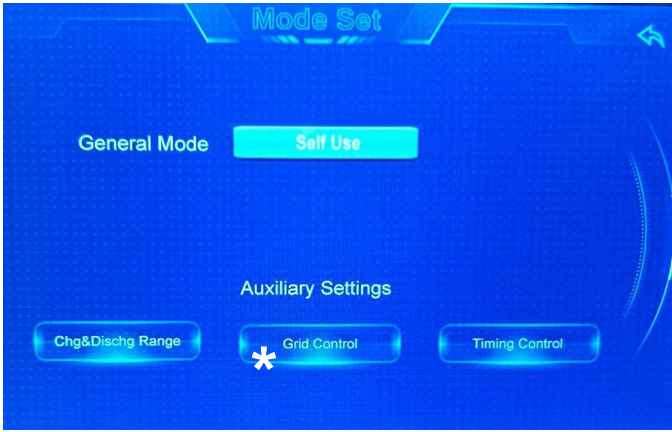 Mode Set
General Mode
Self Use
Auxiliary Settings
Chg&Dischg Range
* Grid Control
Timing Control